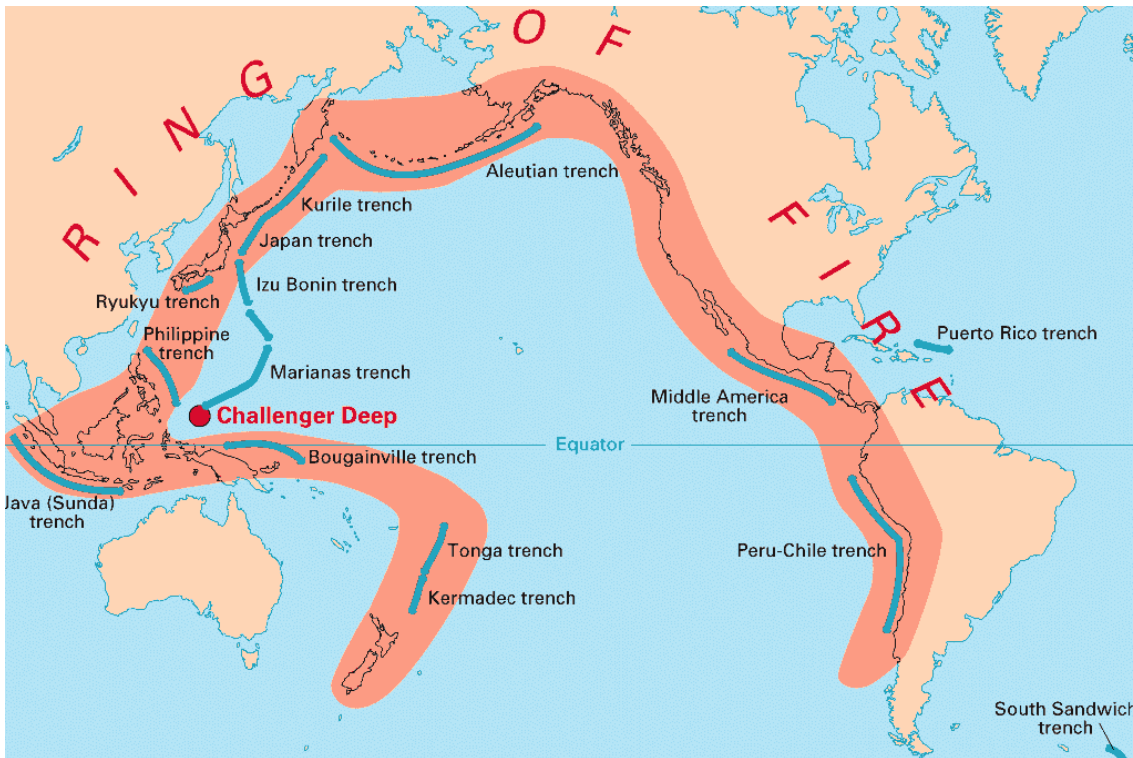 RING OF FIRE
Aleutian trench
Kurile trench
Japan trench
Izu Bonin trench
Ryukyu trench
Philippine
trench
Puerto Rico trench
Marianas trench
Middle America
trench
Challenger Deep
Equator
Bougainville trench
Java (Sunda)
trench
Tonga trench
Peru-Chile trench
Kermadec trench
South Sandwich
trench